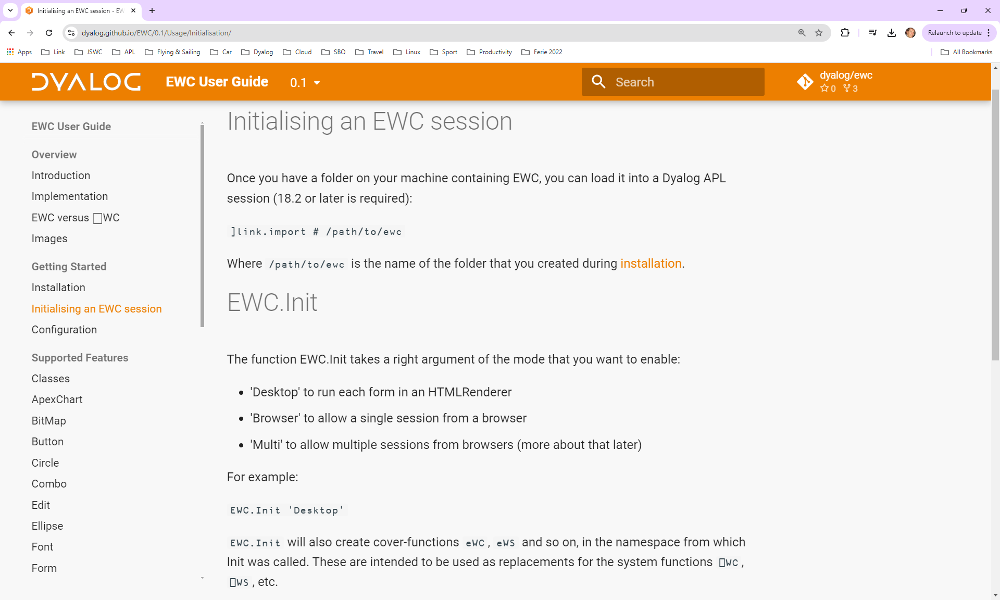 Initialising an EWC session - EW
dyalog.github.io/EWC/0.1/Usage/Initialisation/
Relaunch to update
Apps Link JSWC APL Flying & Sailing Car Dyalog Cloud SBO Travel Linux Sport Productivity Ferie 2022 All Bookmarks
DYALOG EWC User Guide 0.1 Search dyalog/ewc
0 3
EWC User Guide
Overview
Introduction
Implementation
EWC versus ⎕WC
Images
Getting Started
Installation
Initialising an EWC session
Configuration
Supported Features
Classes
ApexChart
BitMap
Button
Circle
Combo
Edit
Ellipse
Font
Form
Initialising an EWC session
Once you have a folder on your machine containing EWC, you can load it into a Dyalog APL
session (18.2 or later is required):
]link.import # /path/to/ewc
Where /path/to/ewc is the name of the folder that you created during installation.
EWC.Init
The function EWC.Init takes a right argument of the mode that you want to enable:
• 'Desktop' to run each form in an HTMLRenderer
• 'Browser' to allow a single session from a browser
• 'Multi' to allow multiple sessions from browsers (more about that later)
For example:
EWC.Init 'Desktop'
EWC.Init will also create cover-functions eWC, eWS and so on, in the namespace from which
Init was called. These are intended to be used as replacements for the system functions ⎕WC,
⎕WS, etc.